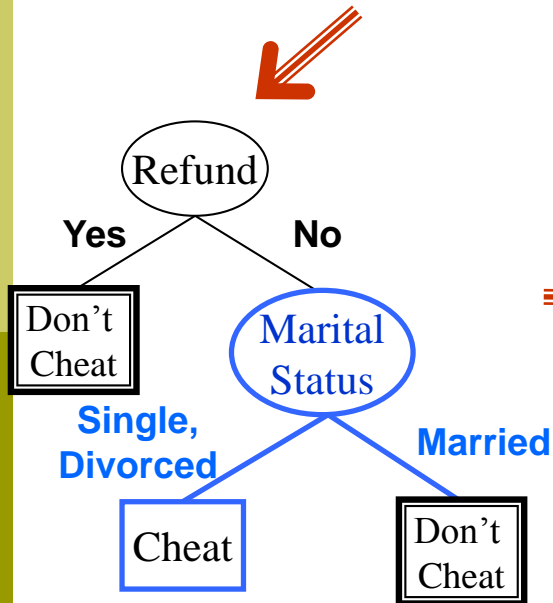 Refund
Yes
No
Don’t
Cheat
Marital
Status
Single,
Divorced
Married
Cheat
Don’t
Cheat